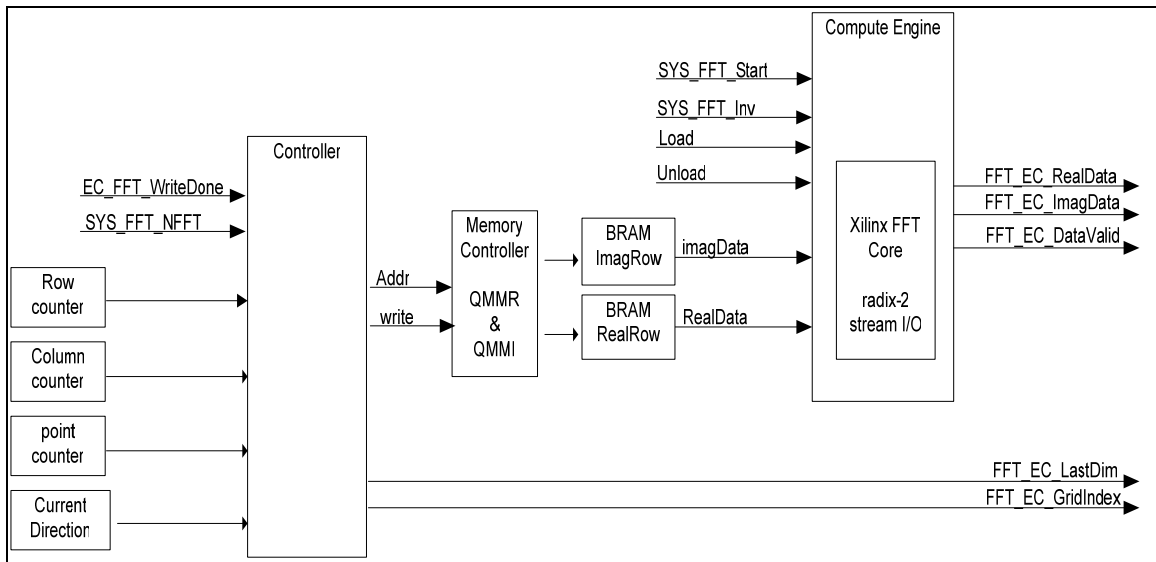 Compute Engine
SYS_FFT_Start
SYS_FFT_Inv
Load
Unload
Controller
EC_FFT_WriteDone
SYS_FFT_NFFT
Row
counter
Column
counter
point
counter
Current
Direction
Addr
write
Memory
Controller
QMMR
&
QMMI
BRAM
ImagRow
BRAM
RealRow
imagData
RealData
Xilinx FFT
Core
radix-2
stream I/O
FFT_EC_RealData
FFT_EC_ImagData
FFT_EC_DataValid
FFT_EC_LastDim
FFT_EC_GridIndex